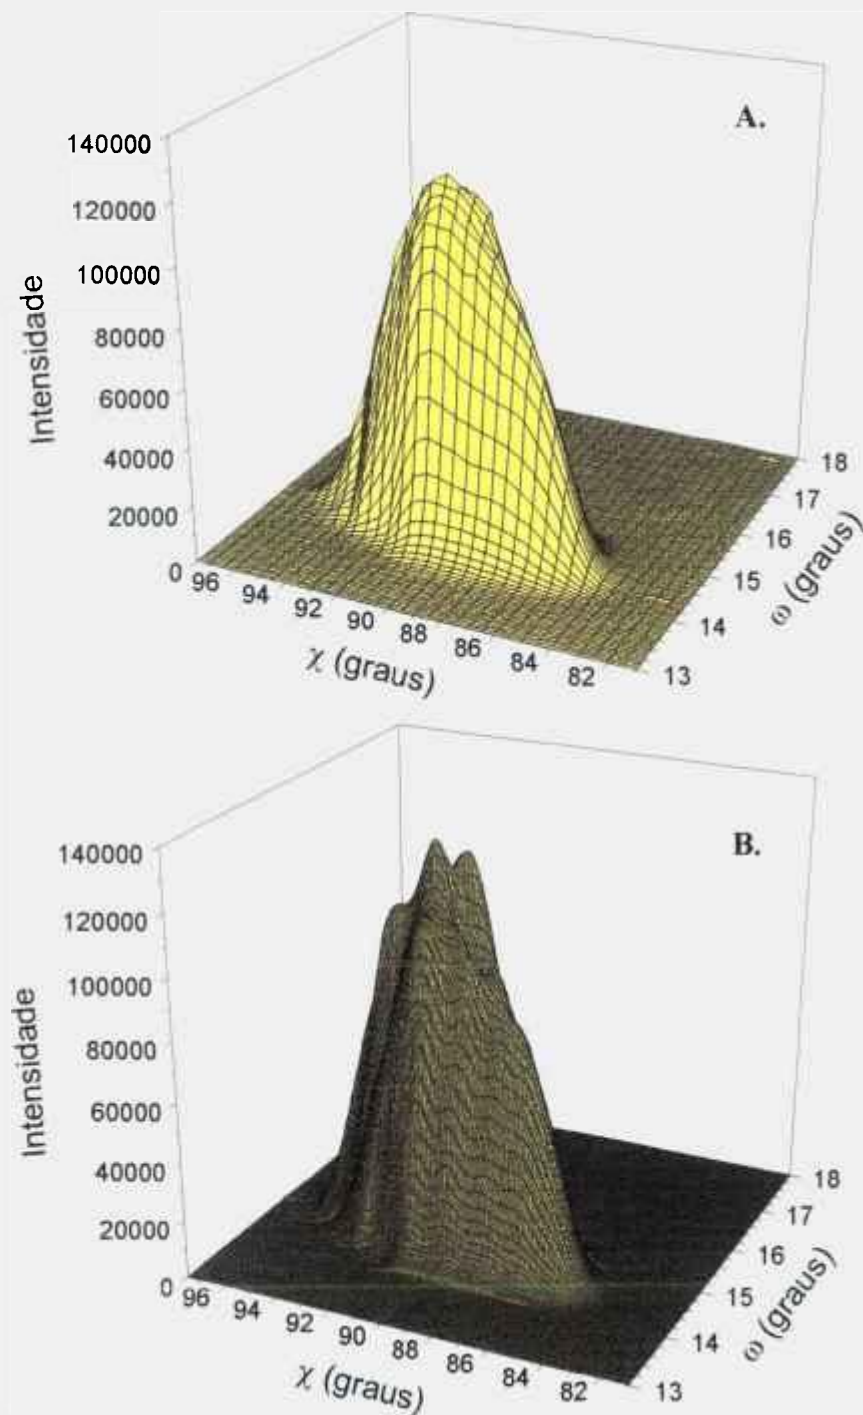 A.
140000
120000
100000
80000
60000
40000
20000
0
Intensidade
96 94 92 90 88 86 84 82
χ (graus)
18
17
16
15
14
13
ω (graus)
B.
140000
120000
100000
80000
60000
40000
20000
0
Intensidade
96 94 92 90 88 86 84 82
χ (graus)
18
17
16
15
14
13
ω (graus)